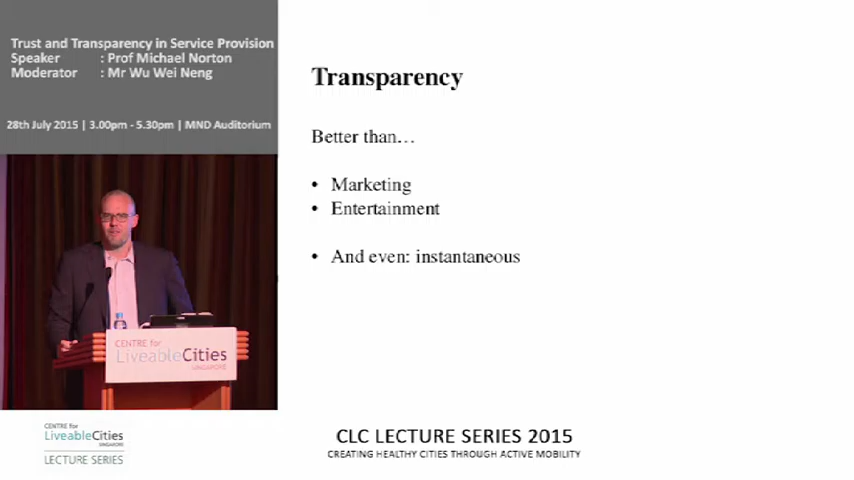 Trust and Transparency in Service Provision
Speaker : Prof Michael Norton
Moderator : Mr Wu Wei Neng
28th July 2015 | 3.00pm - 5.30pm | MND Auditorium
Transparency
Better than…
• Marketing
• Entertainment
• And even: instantaneous
CENTRE for
LiveableCities
SINGAPORE
CENTRE for
LiveableCities
SINGAPORE
LECTURE SERIES
CLC LECTURE SERIES 2015
CREATING HEALTHY CITIES THROUGH ACTIVE MOBILITY